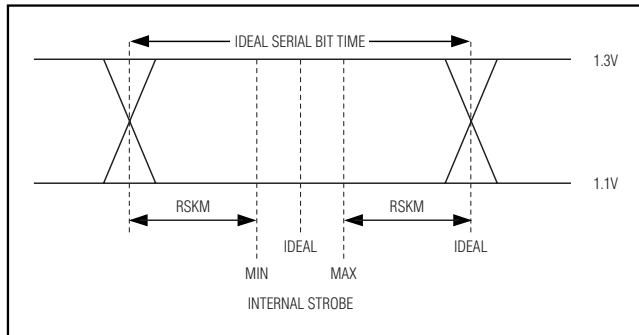 IDEAL SERIAL BIT TIME
1.3V
1.1V
RSKM
RSKM
IDEAL
IDEAL
MIN
MAX
INTERNAL STROBE